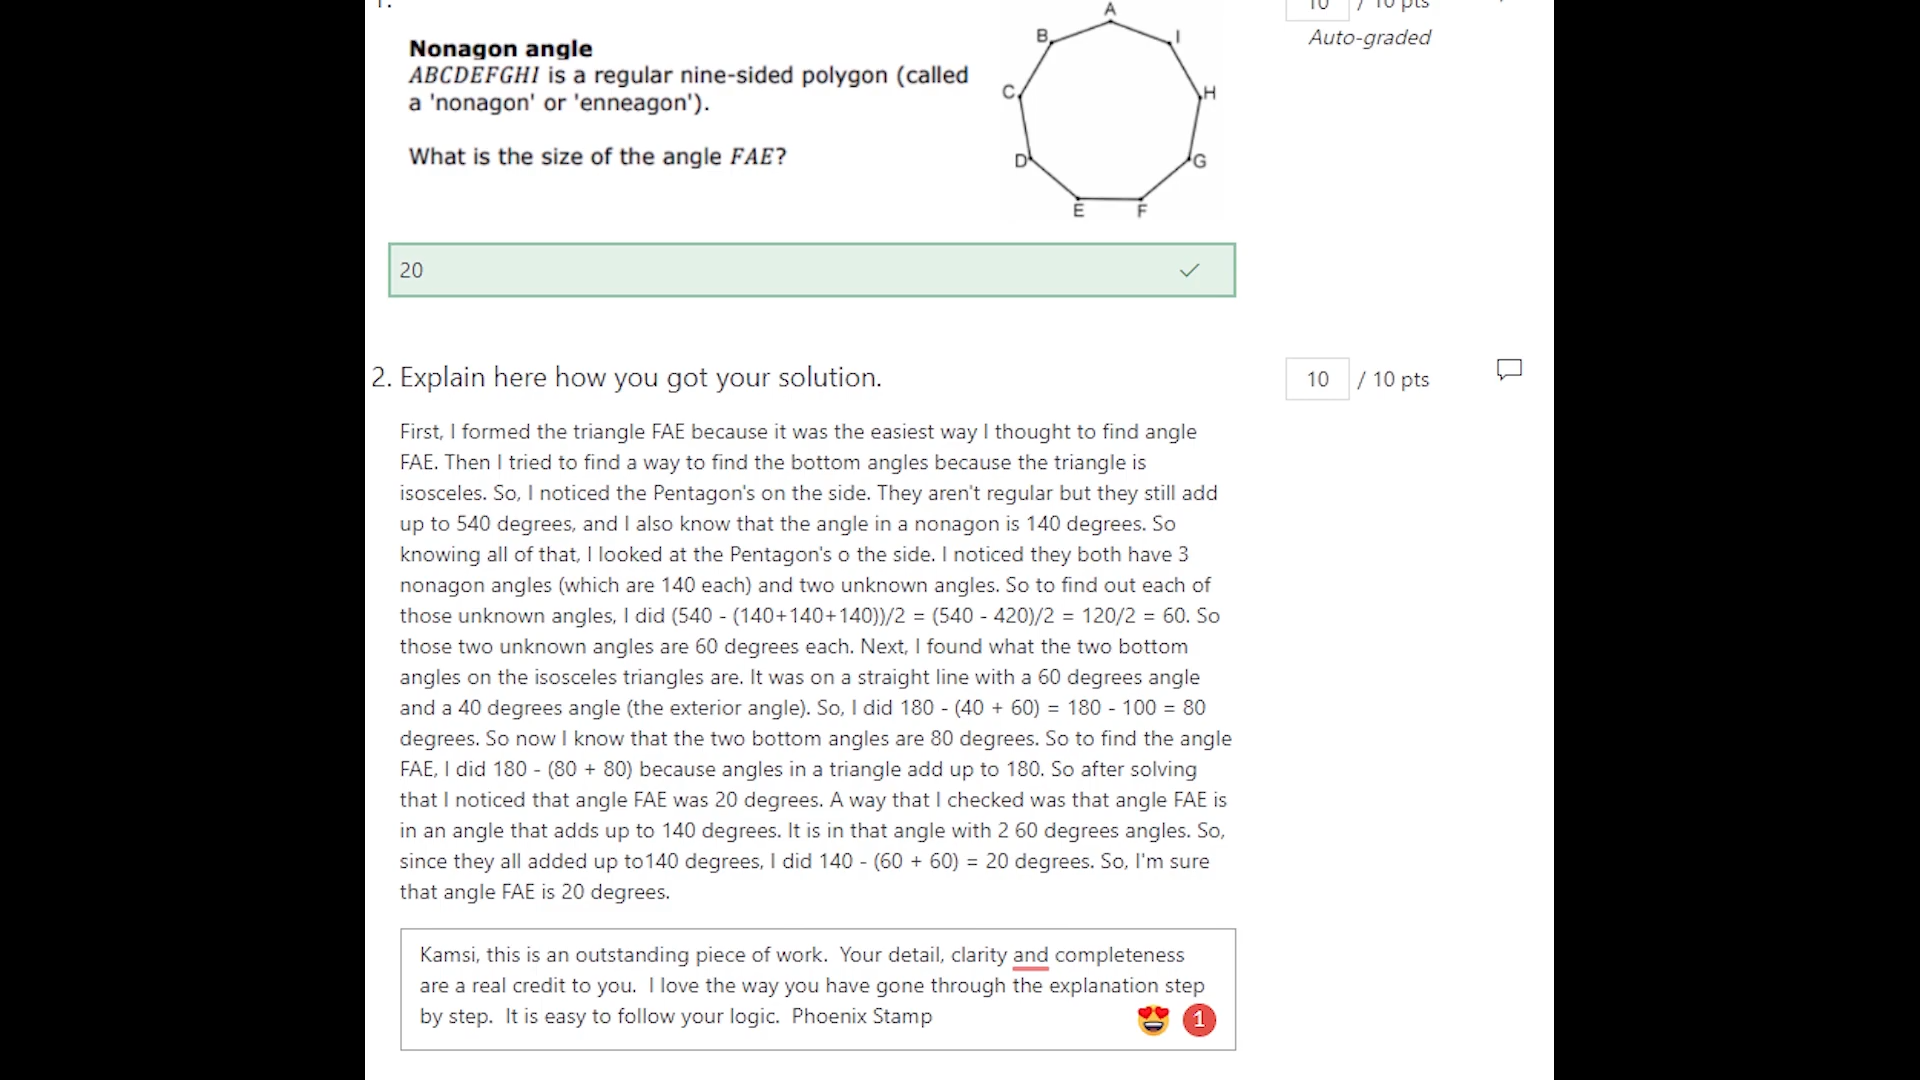 1.
10 / 10 pts
Auto-graded
Nonagon angle
ABCDEFGHI is a regular nine-sided polygon (called
a 'nonagon' or 'enneagon').
What is the size of the angle FAE?
A
B
I
C
H
D
G
E
F
20
2. Explain here how you got your solution.
10 / 10 pts
First, I formed the triangle FAE because it was the easiest way I thought to find angle
FAE. Then I tried to find a way to find the bottom angles because the triangle is
isosceles. So, I noticed the Pentagon's on the side. They aren't regular but they still add
up to 540 degrees, and I also know that the angle in a nonagon is 140 degrees. So
knowing all of that, I looked at the Pentagon's o the side. I noticed they both have 3
nonagon angles (which are 140 each) and two unknown angles. So to find out each of
those unknown angles, I did (540 - (140+140+140))/2 = (540 - 420)/2 = 120/2 = 60. So
those two unknown angles are 60 degrees each. Next, I found what the two bottom
angles on the isosceles triangles are. It was on a straight line with a 60 degrees angle
and a 40 degrees angle (the exterior angle). So, I did 180 - (40 + 60) = 180 - 100 = 80
degrees. So now I know that the two bottom angles are 80 degrees. So to find the angle
FAE, I did 180 - (80 + 80) because angles in a triangle add up to 180. So after solving
that I noticed that angle FAE was 20 degrees. A way that I checked was that angle FAE is
in an angle that adds up to 140 degrees. It is in that angle with 2 60 degrees angles. So,
since they all added up to140 degrees, I did 140 - (60 + 60) = 20 degrees. So, I'm sure
that angle FAE is 20 degrees.
Kamsi, this is an outstanding piece of work.  Your detail, clarity and completeness
are a real credit to you.  I love the way you have gone through the explanation step
by step.  It is easy to follow your logic.  Phoenix Stamp
1